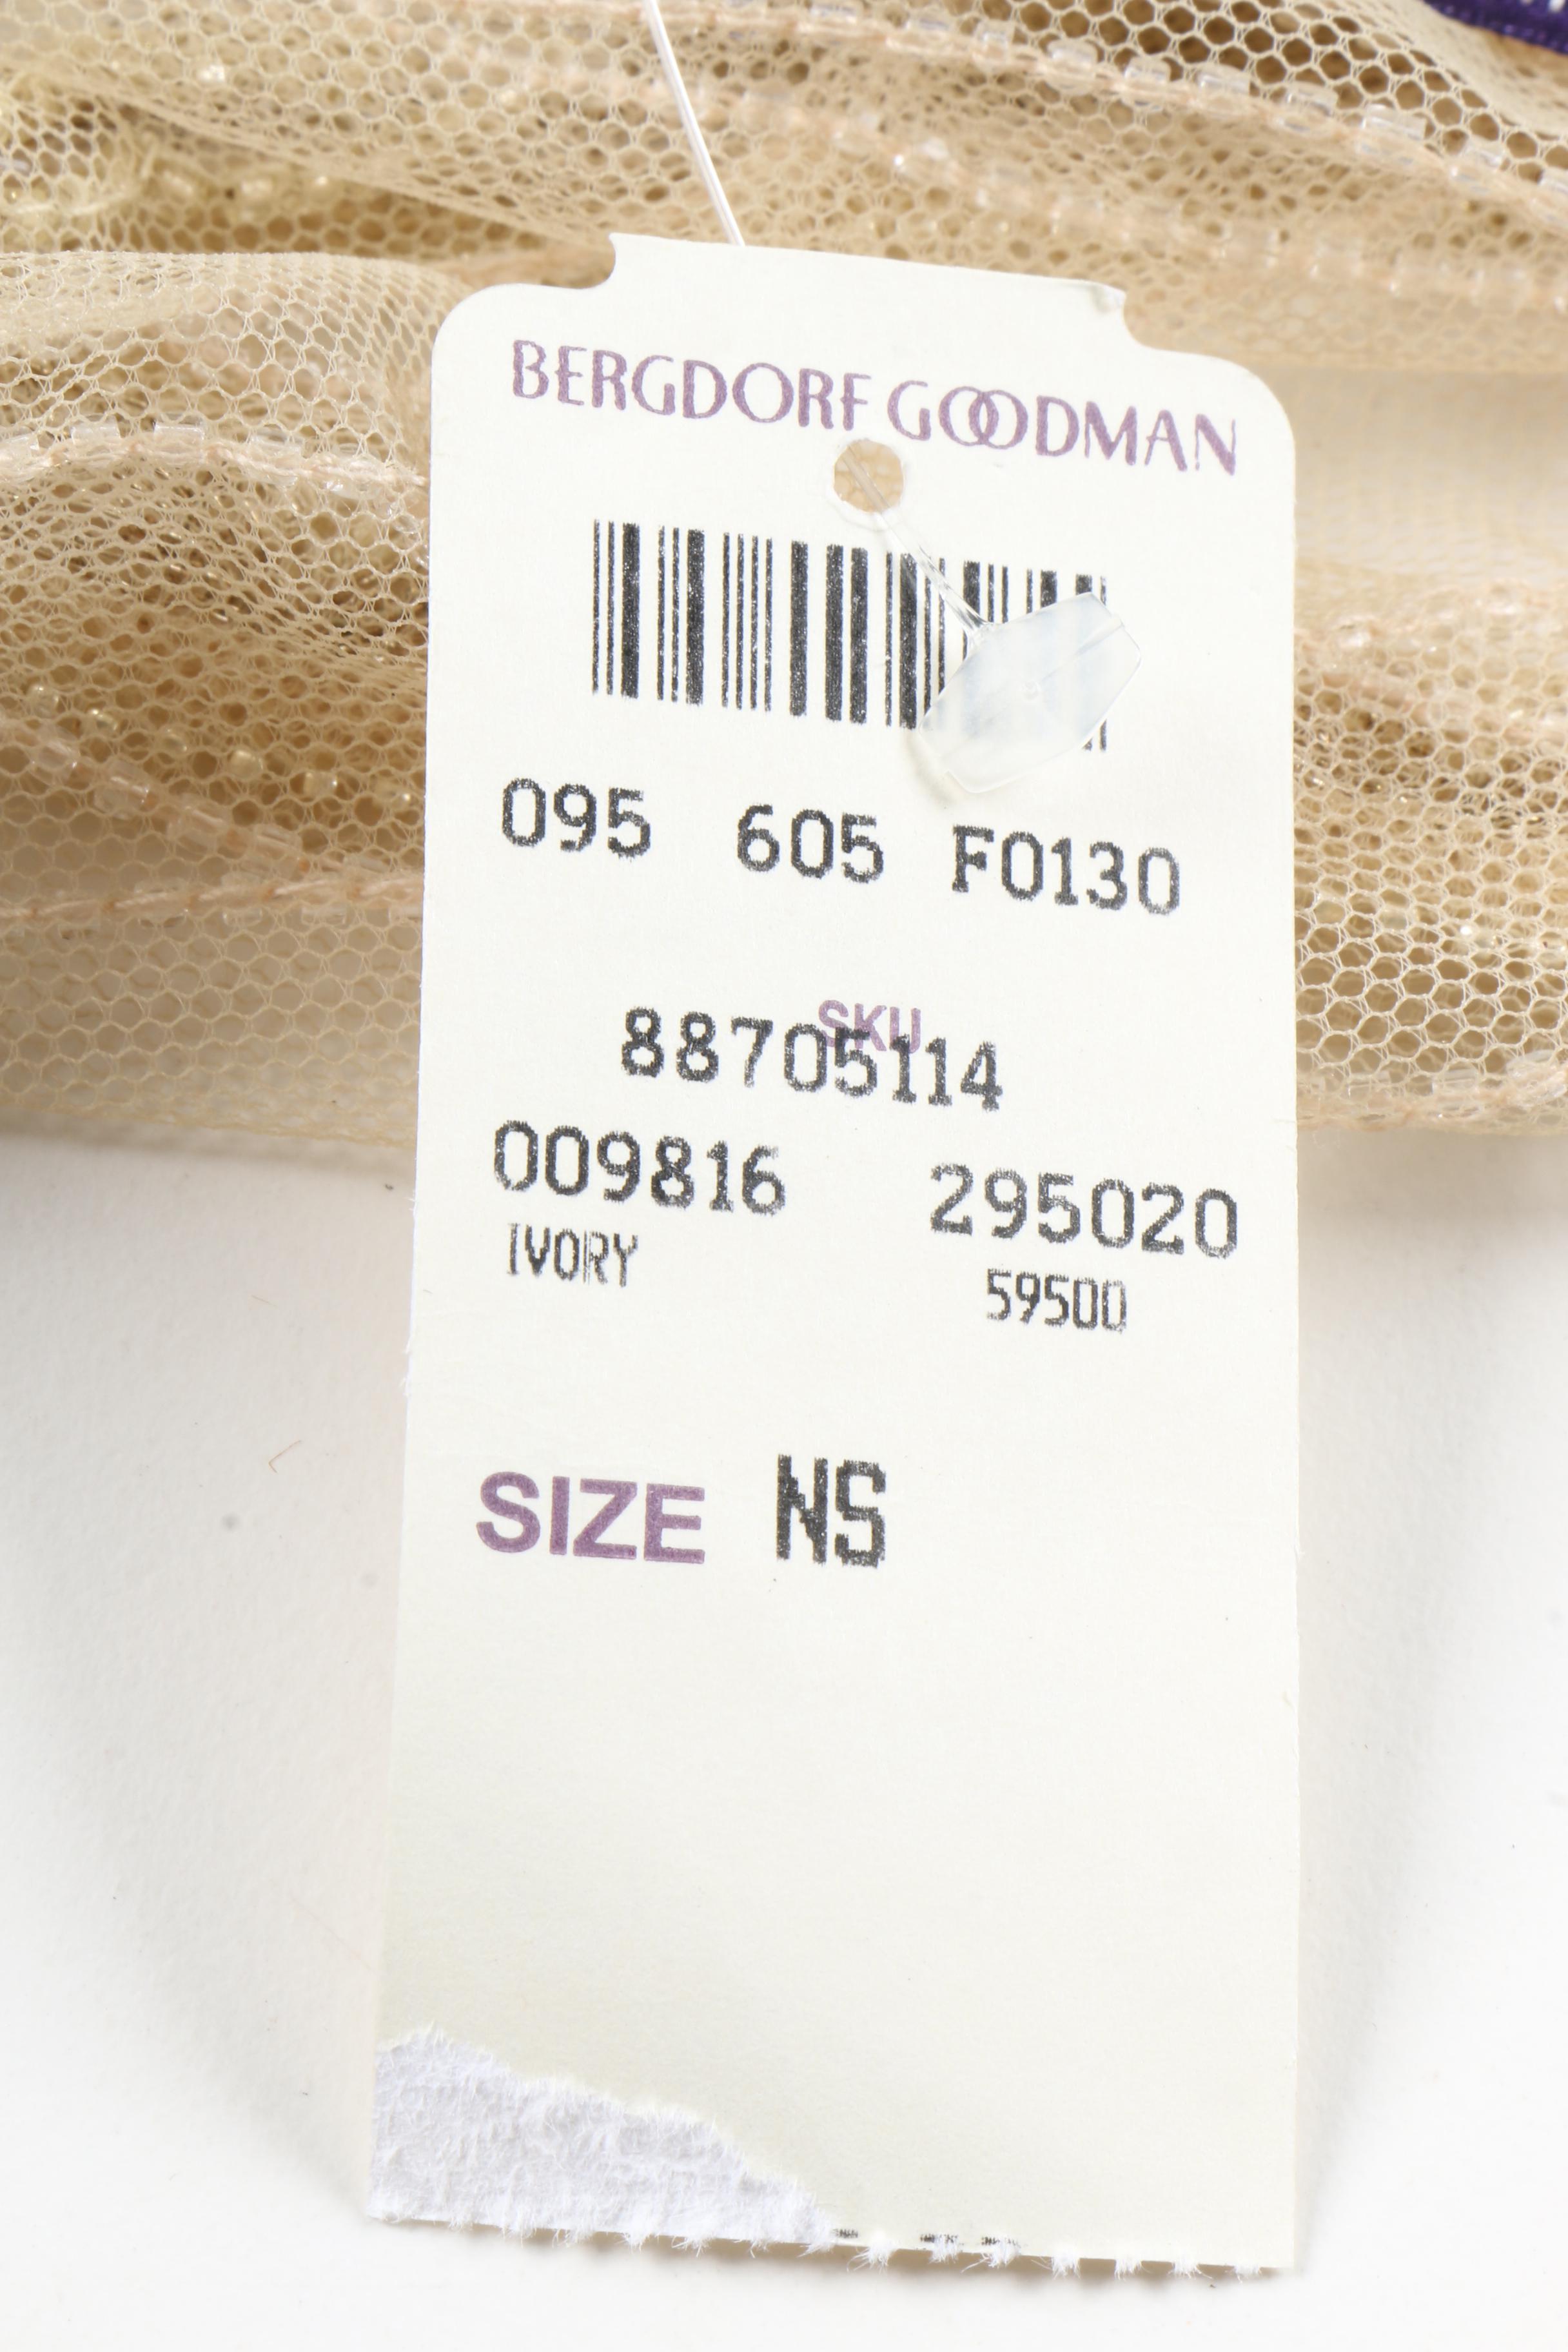 BERGDORF GOODMAN
095 605 F0130
SKU
88705114
009816 295020
IVORY 59500
SIZE NS